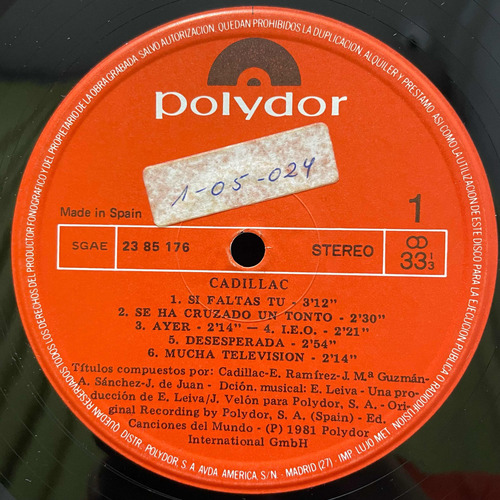 RESERVADOS TODOS LOS DERECHOS DEL PRODUCTOR FONOGRAFICO Y DEL PROPIETARIO DE LA OBRA GRABADA. SALVO AUTORIZACION, QUEDAN PROHIBIDOS LA DUPLICACION, ALQUILER Y PRESTAMO, ASI COMO LA UTILIZACION DE ESTE DISCO PARA LA EJECUCION PUBLICA O RADIODIFUSION
polydor
1-05-024
Made in Spain
1
SGAE
23 85 176
STEREO
33 1/3
CADILLAC
1. SI FALTAS TU - 3'12"
2. SE HA CRUZADO UN TONTO - 2'30"
3. AYER - 2'14" — 4. I.E.O. - 2'21"
5. DESESPERADA - 2'54"
6. MUCHA TELEVISION - 2'14"
Títulos compuestos por: Cadillac-E. Ramírez-J. Mª Guzmán-
A. Sánchez-J. de Juan - Dción. musical: E. Leiva - Una pro-
ducción de E. Leiva/J. Velón para Polydor, S. A. - Ori-
ginal Recording by Polydor, S. A. (Spain) - Ed.
Canciones del Mundo - (P) 1981 Polydor
International GmbH
DISTR. POLYDOR S. A. AVDA AMERICA, S/N - MADRID (27) IMP. LUJO MET.